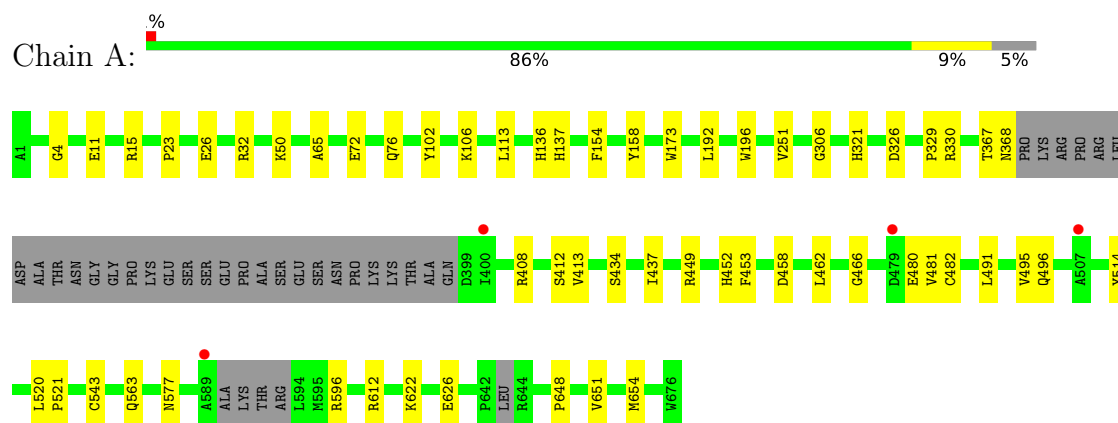 .%
Chain A:
86% 9% 5%
A1 G4 E11 R15 P23 E26 R32 K50 A65 E72 Q76 Y102 K106 L113 H136 H137 F154 Y158 W173 L192 W196 V251 G306 H321 D326 P329 R330 T367 N368 PRO LYS ARG PRO ARG LEU
ASP ALA THR ASN GLY GLY PRO LYS GLU SER SER GLU PRO ALA SER GLU SER ASN PRO LYS LYS THR ALA GLN D399 I400 R408 S412 V413 S434 I437 R449 H452 F453 D458 L462 G466 D479 E480 V481 C482 L491 V495 Q496 A507 Y514
L520 P521 C543 Q563 N577 A589 ALA LYS THR ARG L594 M595 R596 R612 K622 E626 P642 LEU R644 P648 V651 M654 W676